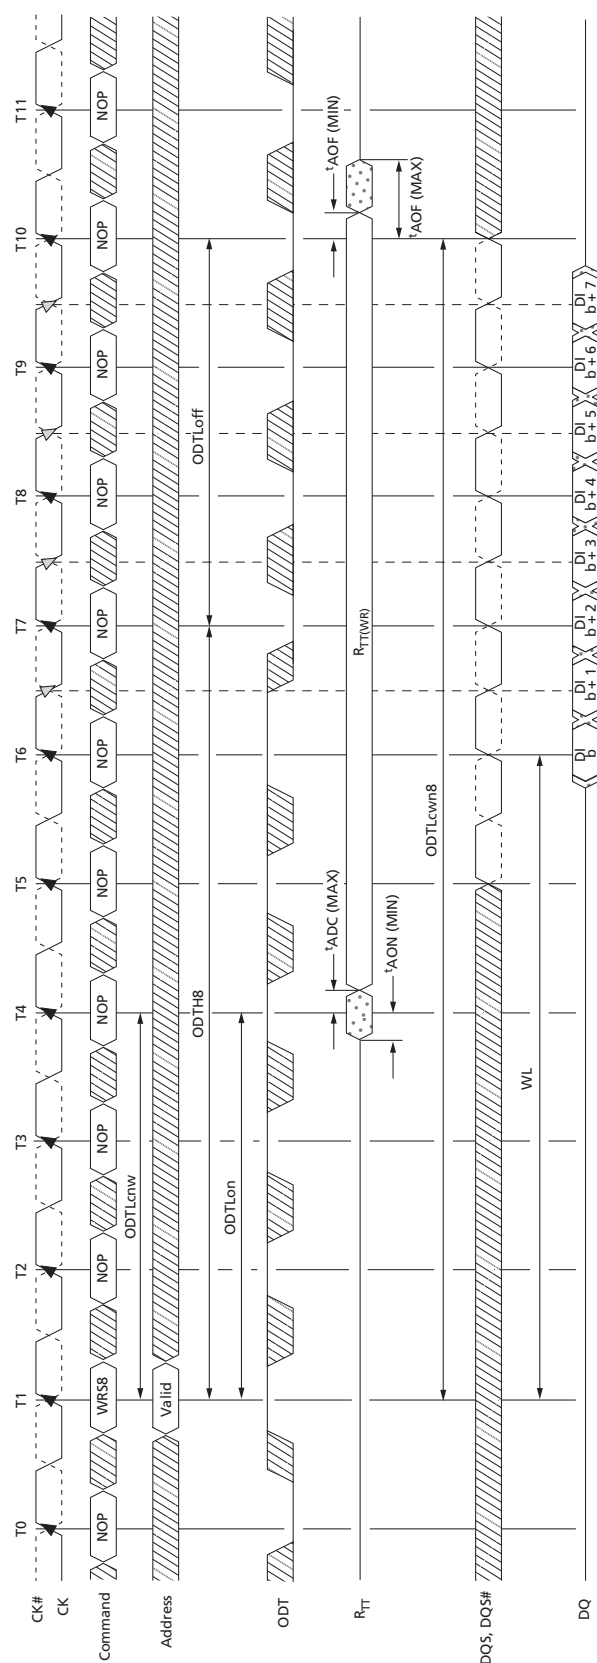 T0 T1 T2 T3 T4 T5 T6 T7 T8 T9 T10 T11
CK#
CK
Command NOP WRS8 NOP NOP NOP NOP NOP NOP NOP NOP NOP NOP
ODTLcnw
Address Valid
ODTH8 ODTLoff
ODTLon
ODT
tADC (MAX) tAOF (MIN)
RTT RTT(WR)
tAON (MIN) tAOF (MAX)
ODTLcwn8
DQS, DQS#
WL
DQ DI b DI b + 1 DI b + 2 DI b + 3 DI b + 4 DI b + 5 DI b + 6 DI b + 7